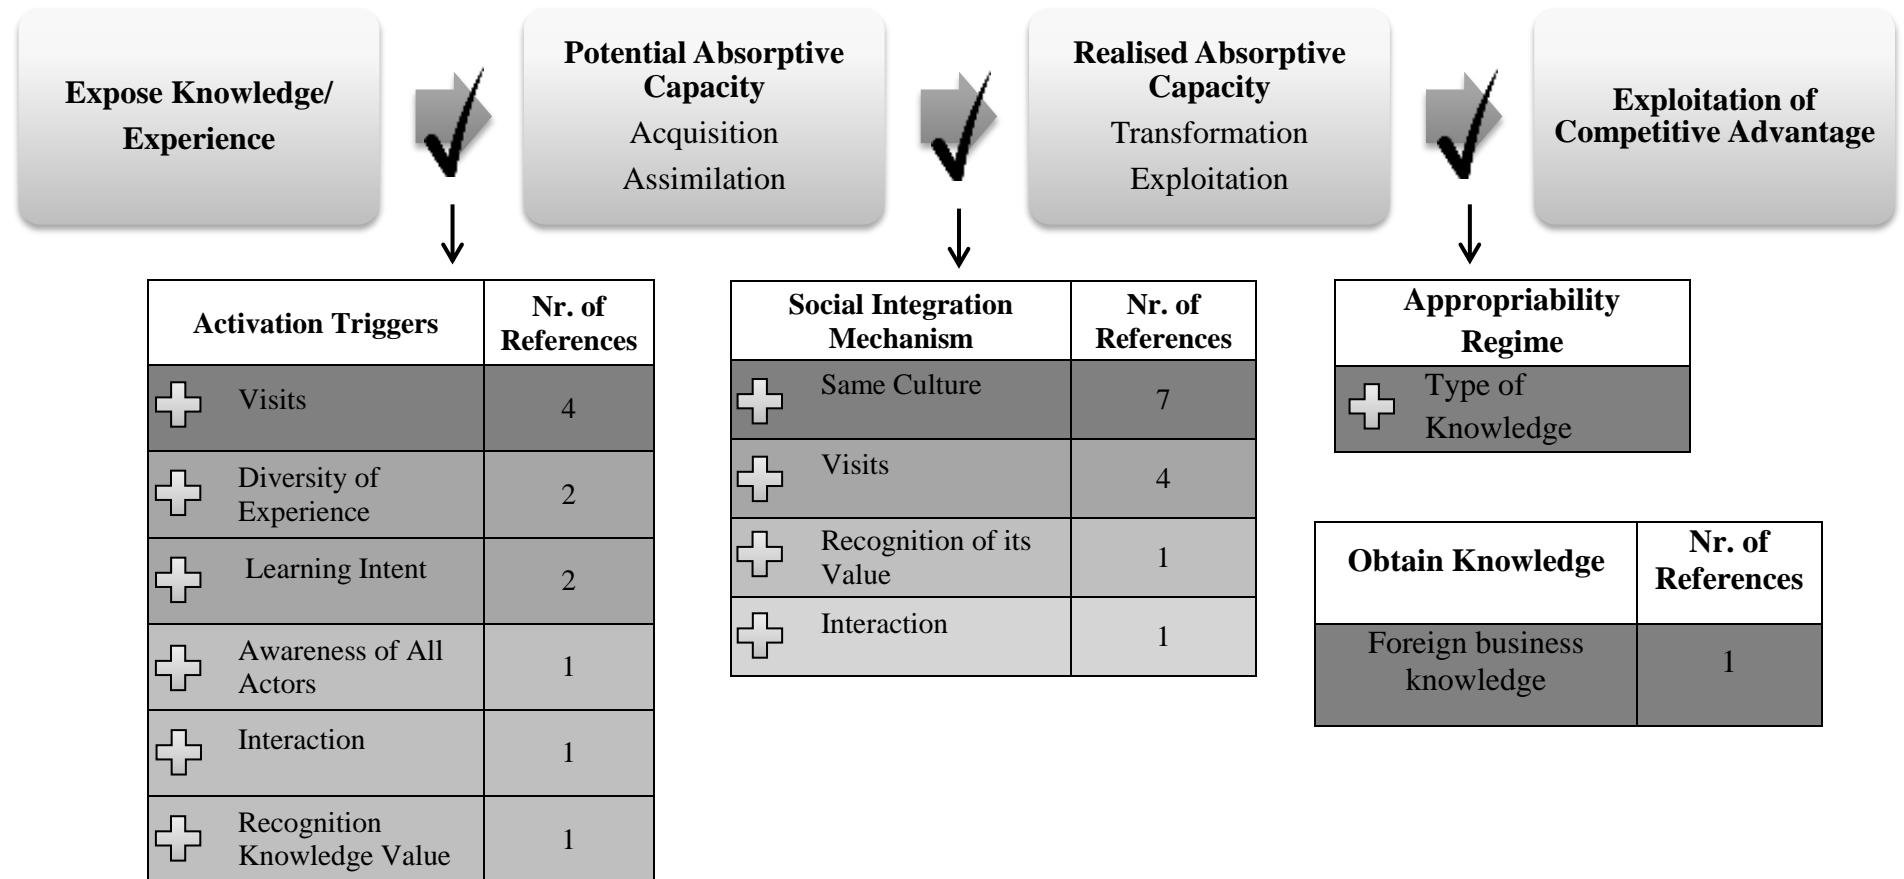 Expose Knowledge/
Experience
Potential Absorptive
Capacity
Acquisition
Assimilation
Realised Absorptive
Capacity
Transformation
Exploitation
Exploitation of
Competitive Advantage
Activation Triggers
Nr. of
References
Visits
4
Diversity of
Experience
2
Learning Intent
2
Awareness of All
Actors
1
Interaction
1
Recognition
Knowledge Value
1
Social Integration
Mechanism
Nr. of
References
Same Culture
7
Visits
4
Recognition of its
Value
1
Interaction
1
Appropriability
Regime
Type of
Knowledge
Obtain Knowledge
Nr. of
References
Foreign business
knowledge
1